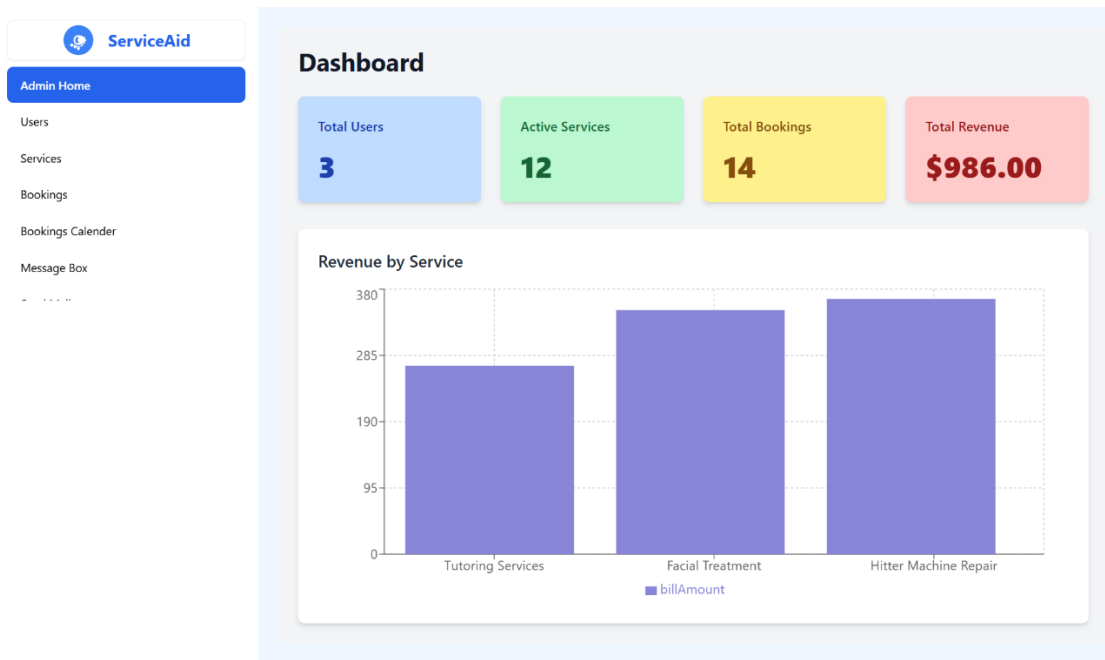 ServiceAid
Admin Home
Users
Services
Bookings
Bookings Calender
Message Box
Dashboard
Total Users
3
Active Services
12
Total Bookings
14
Total Revenue
$986.00
Revenue by Service
380
285
190
95
0
Tutoring Services
Facial Treatment
Hitter Machine Repair
billAmount